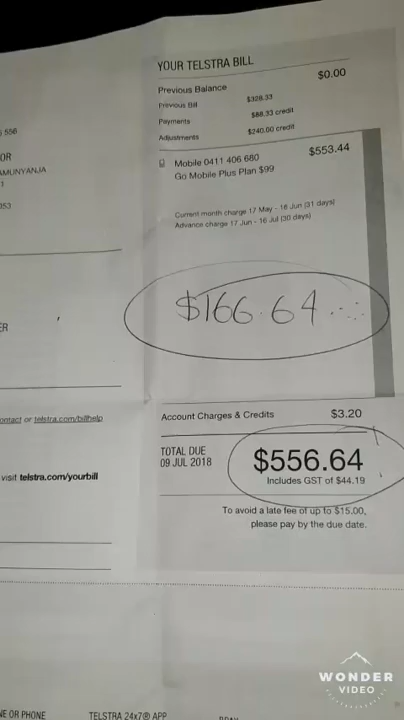 YOUR TELSTRA BILL
Previous Balance $0.00
Previous Bill $328.33
Payments $88.33 credit
Adjustments $240.00 credit
556
OR
AMUNYANJA
1
053
Mobile 0411 406 660 $553.44
Go Mobile Plus Plan $99
Current month charge 17 May - 16 Jun (31 days)
Advance charge 17 Jun - 16 Jul (30 days)
$166.64
ER
contact or telstra.com/billhelp
Account Charges & Credits $3.20
visit telstra.com/yourbill
TOTAL DUE
09 JUL 2018
$556.64
Includes GST of $44.19
To avoid a late fee of up to $15.00,
please pay by the due date.
WONDER
VIDEO
NE OR PHONE
TELSTRA 24x7® APP